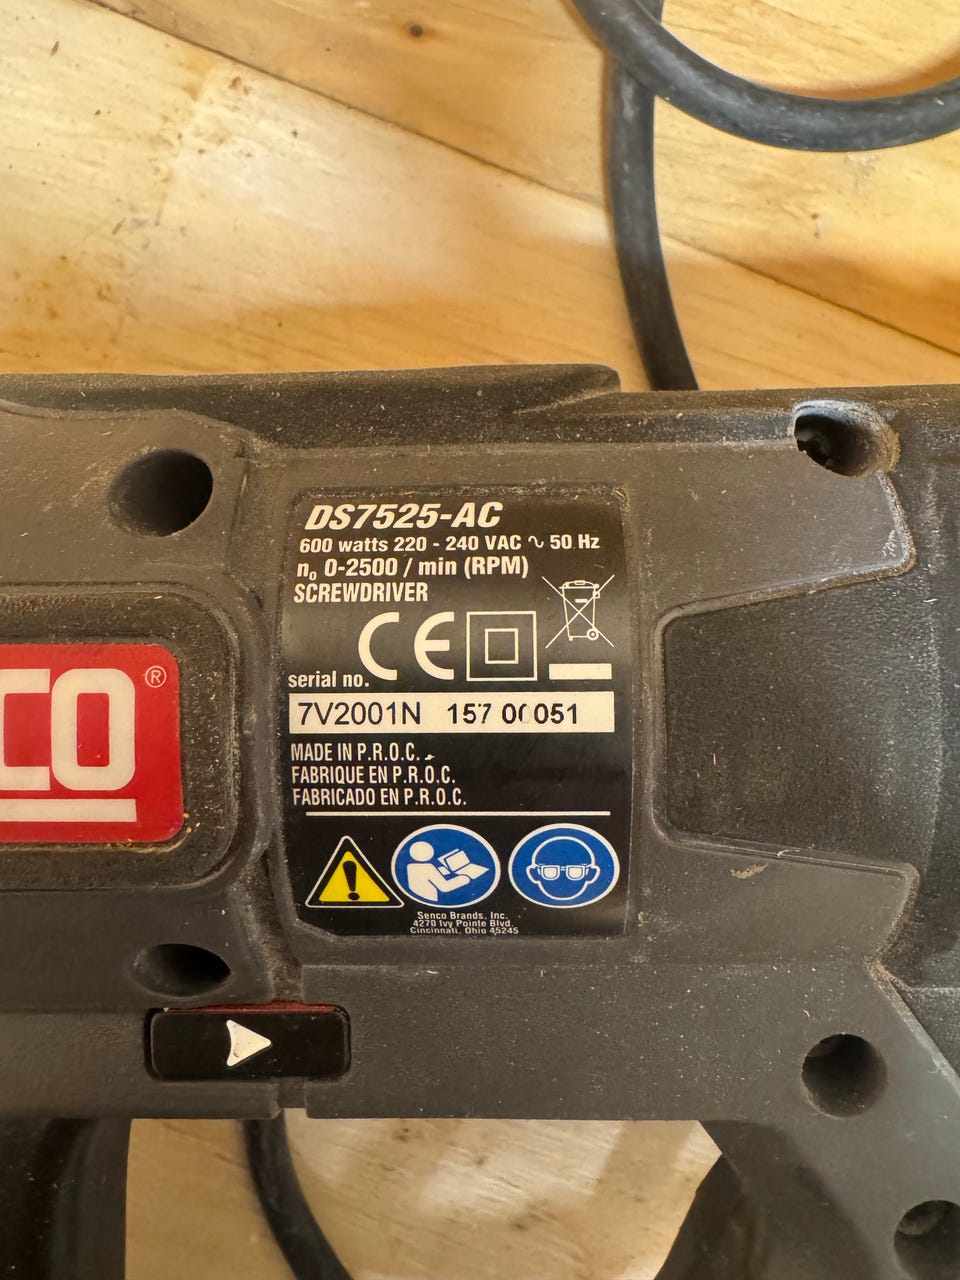 DS7525-AC
600 watts 220 - 240 VAC ∿ 50 Hz
n₀ 0-2500 / min (RPM)
SCREWDRIVER
CE
serial no.
7V2001N 157 00051
CO®
MADE IN P.R.O.C.
FABRIQUE EN P.R.O.C.
FABRICADO EN P.R.O.C.
Senco Brands, Inc.
4270 Ivy Pointe Blvd.
Cincinnati, Ohio 45245